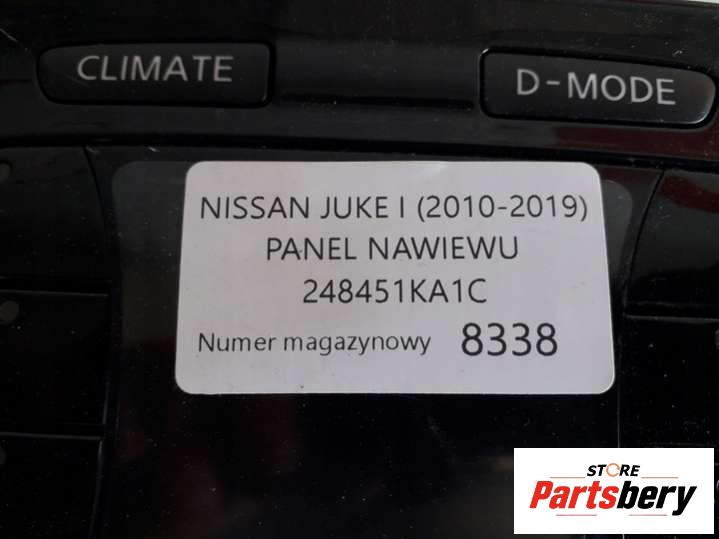 CLIMATE
D-MODE
NISSAN JUKE I (2010-2019)
PANEL NAWIEWU
248451KA1C
Numer magazynowy 8338
STORE
Partsbery